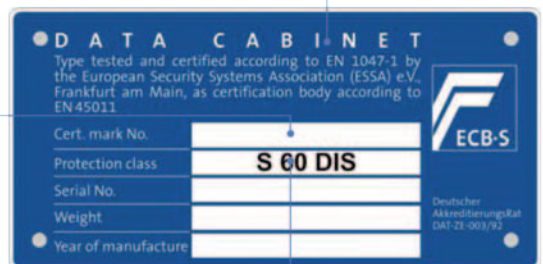 DATA CABINET
Type tested and certified according to EN 1047-1 by
the European Security Systems Association (ESSA) e.V.,
Frankfurt am Main, as certification body according to
EN 45011
ECB·S
Cert. mark No.
Protection class S 60 DIS
Serial No.
Weight
Year of manufacture
Deutscher
AkkreditierungsRat
DAT-ZE-003/92